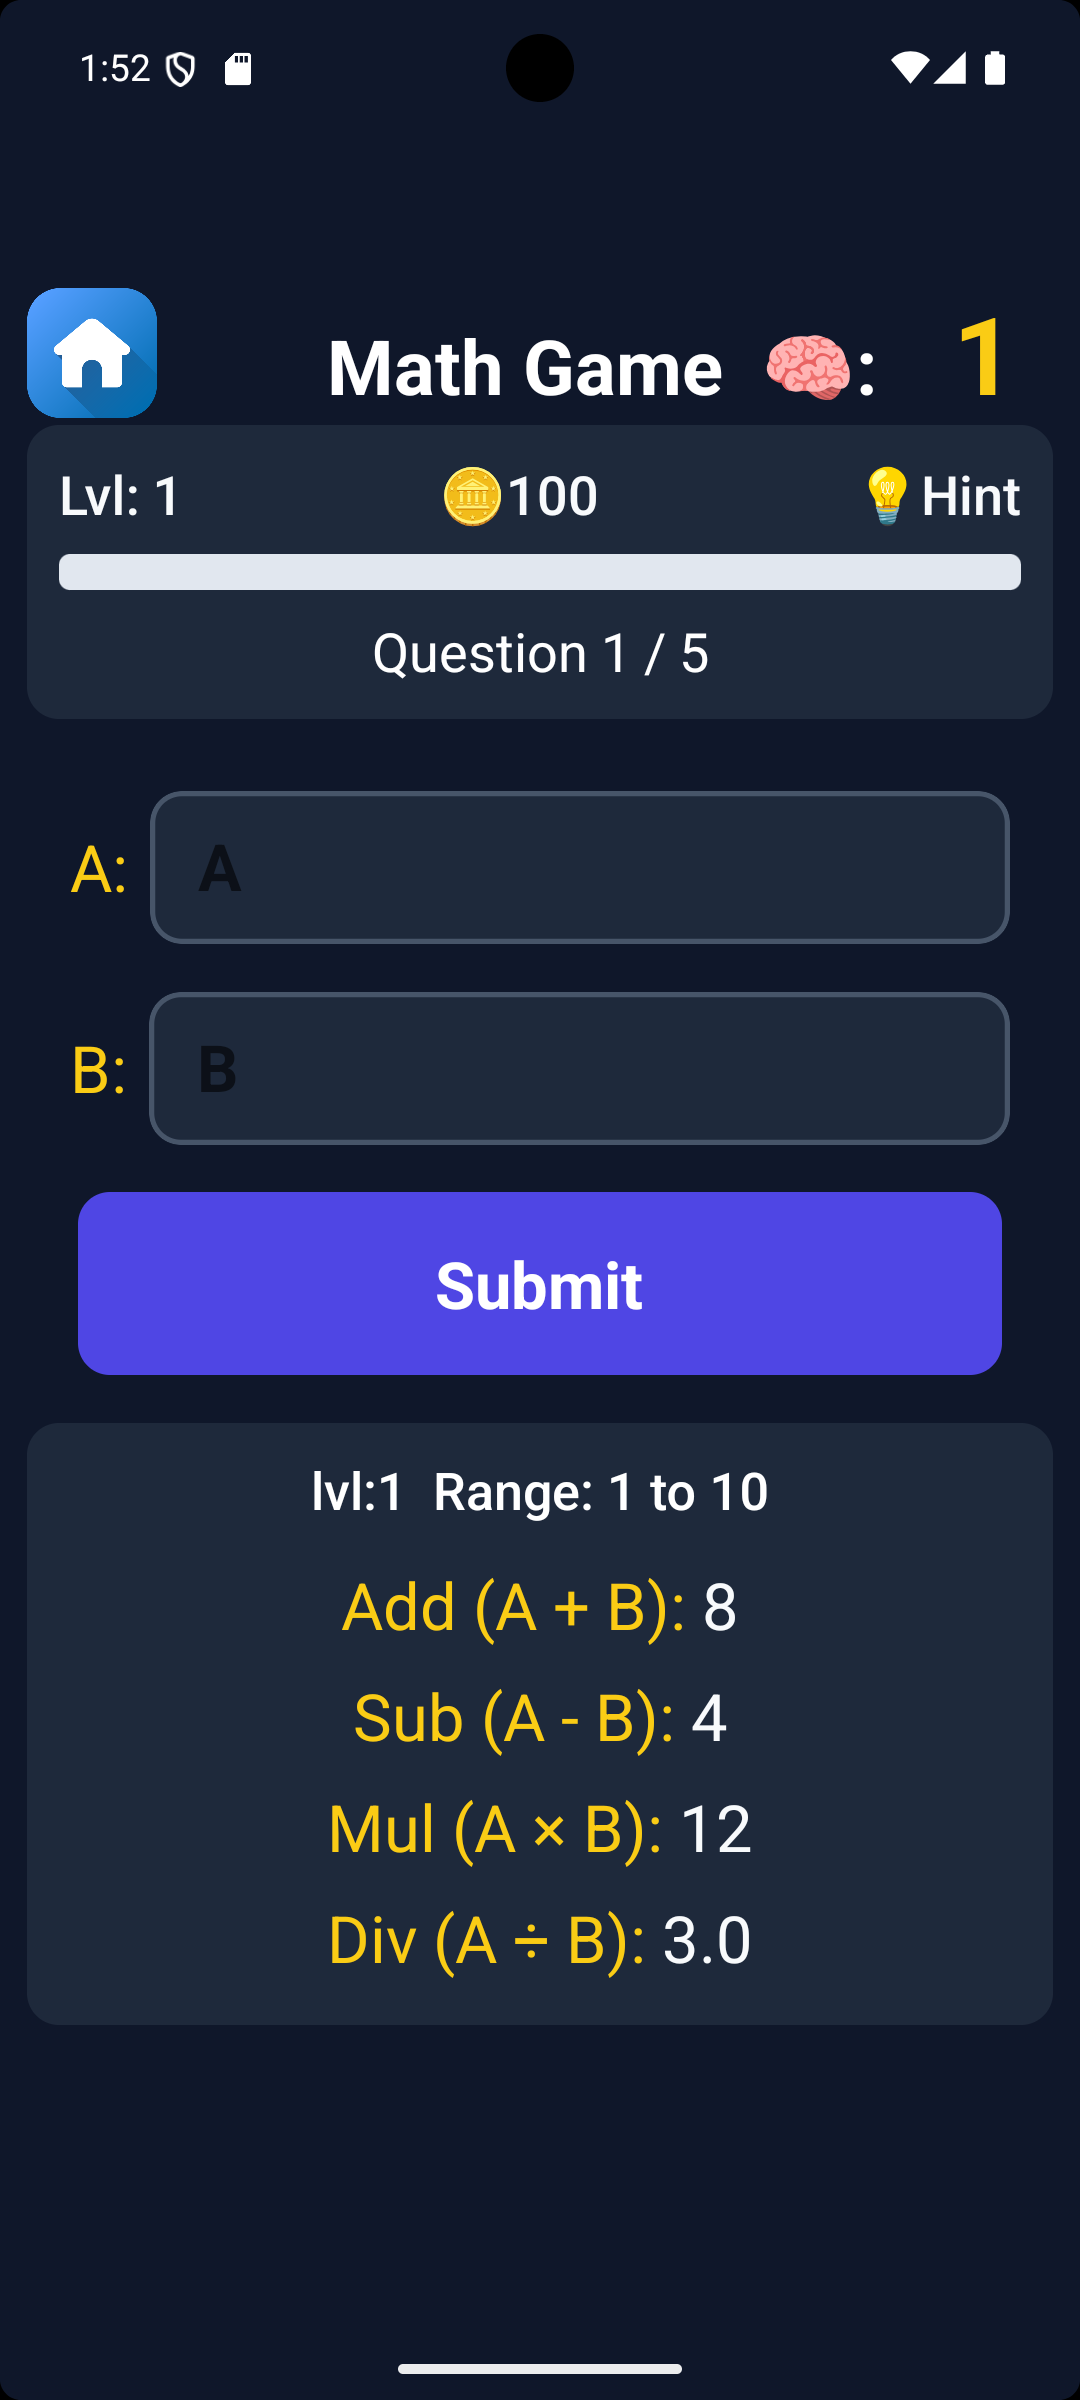 1:52
Math Game 🧠: 1
Lvl: 1 🪙100 💡Hint
Question 1 / 5
A: A
B: B
Submit
lvl:1 Range: 1 to 10
Add (A + B): 8
Sub (A - B): 4
Mul (A × B): 12
Div (A ÷ B): 3.0